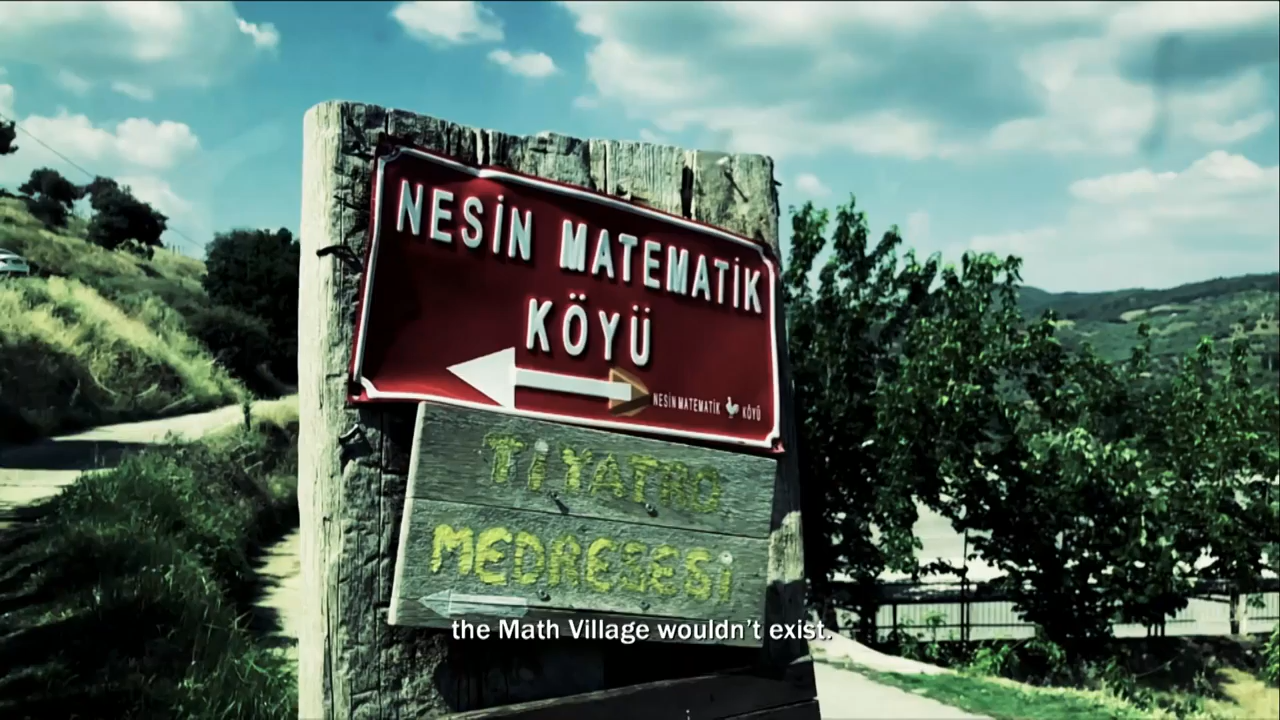 NESİN MATEMATİK
KÖYÜ
NESİN MATEMATİK KÖYÜ
TİYATRO
MEDRESESİ
the Math Village wouldn't exist.